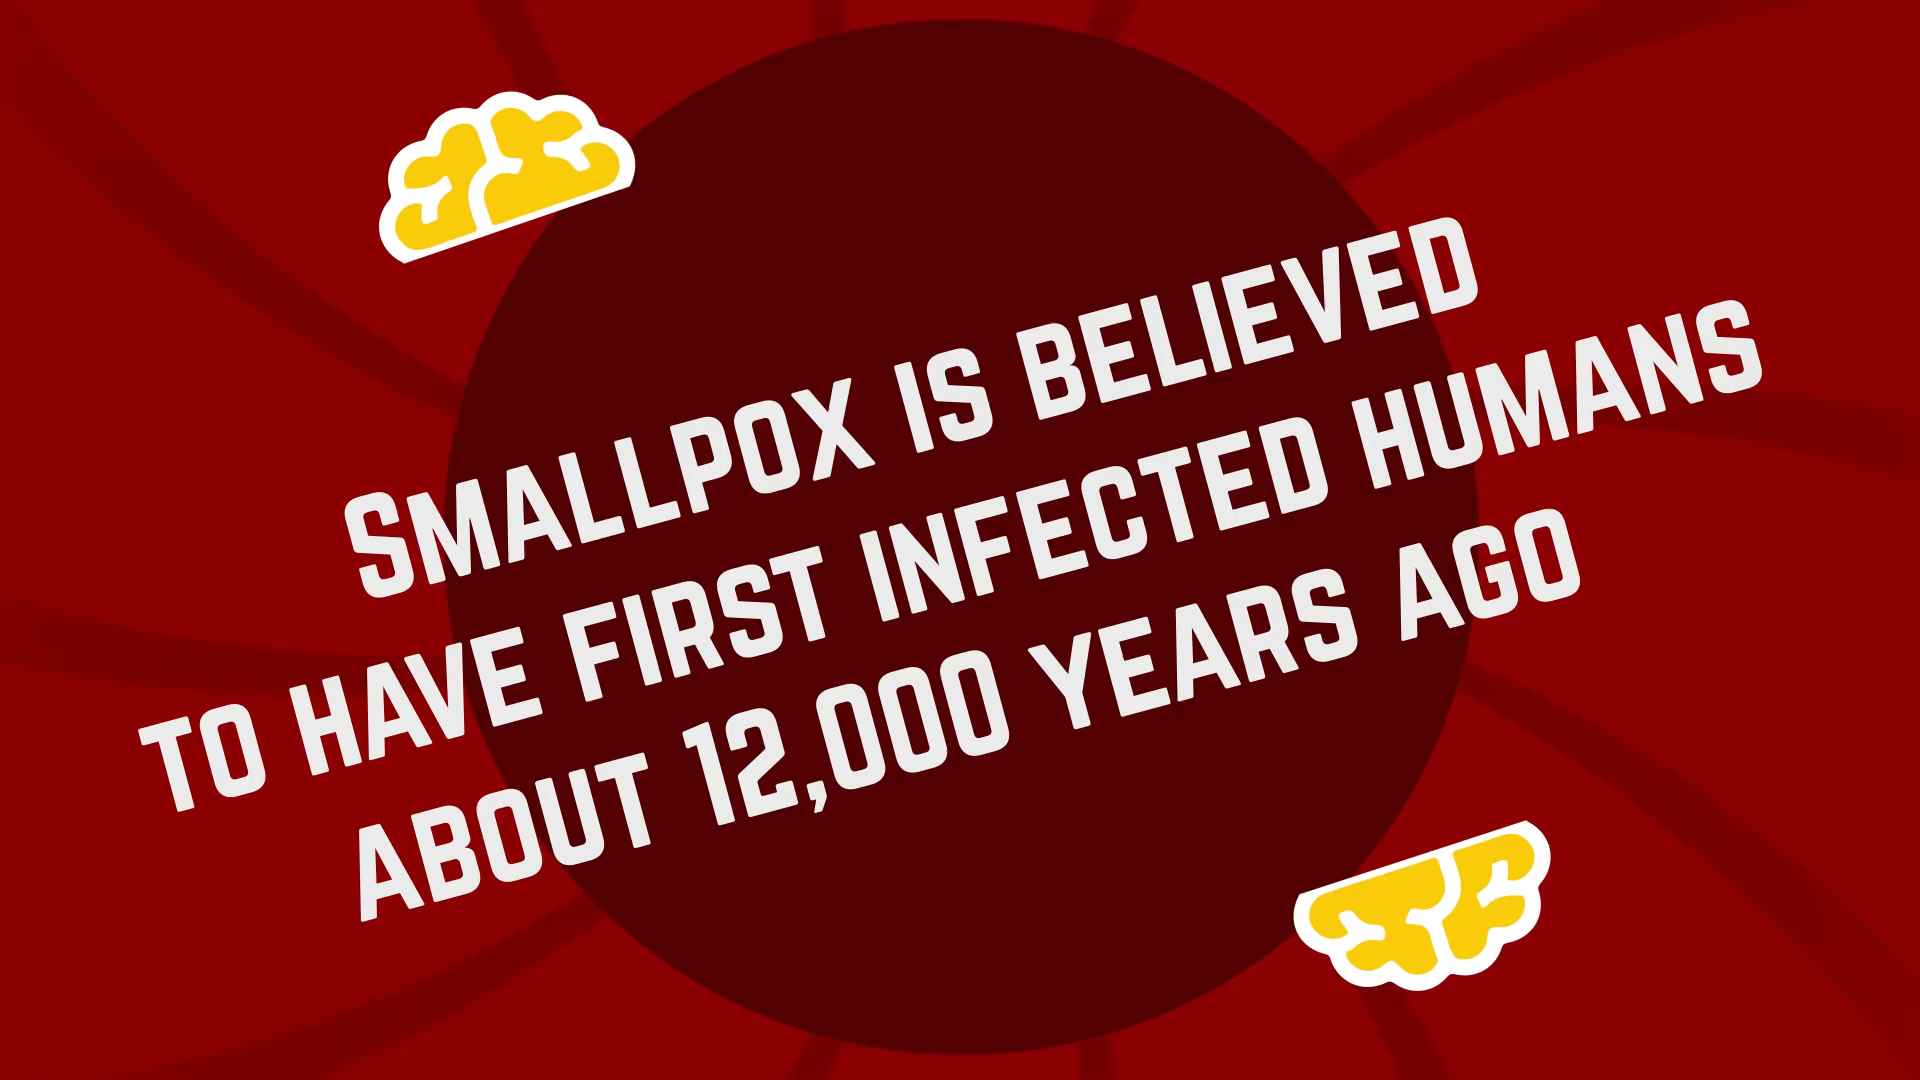 Smallpox is believed
to have first infected humans
about 12,000 years ago